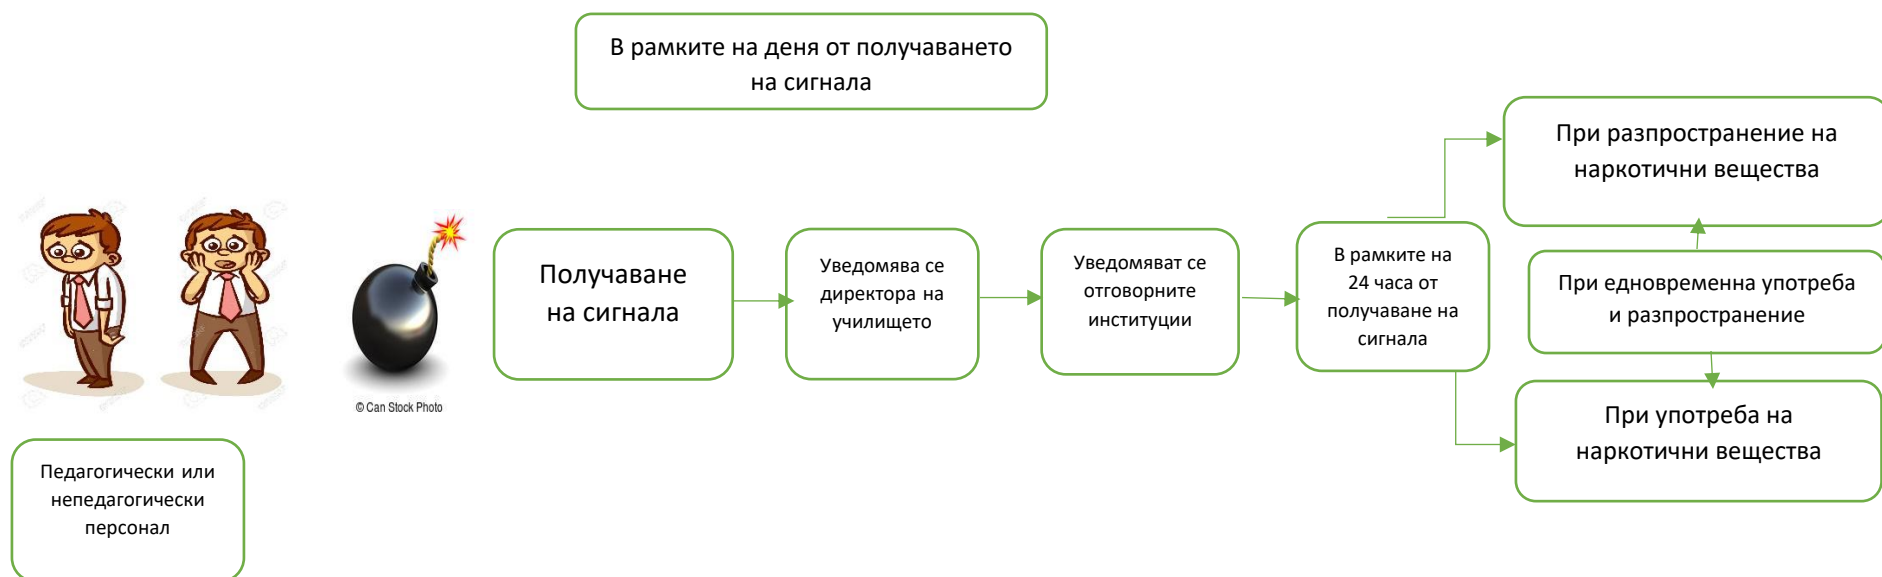 В рамките на деня от получаването
на сигнала
При разпространение на
наркотични вещества
Получаване
на сигнала
Уведомява се
директора на
училището
Уведомяват се
отговорните
институции
В рамките на
24 часа от
получаване на
сигнала
При едновременна употреба
и разпространение
При употреба на
наркотични вещества
© Can Stock Photo
Педагогически или
непедагогически
персонал